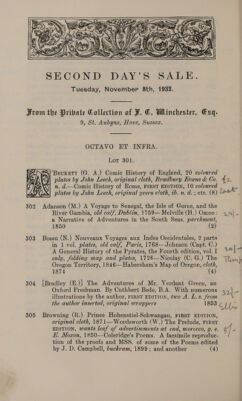 SECOND DAY'S SALE.
Tuesday, November 8th, 1932.
From the Private Collection of F. C. Winchester, Esq.
9, St. Aubyns, Hove, Sussex.
OCTAVO ET INFRA.
LOT 301.
BECKETT (G. A.) Comic History of England, 20 coloured
plates by John Leech, original cloth, Bradbury Evans & Co.
n. d.—Comic History of Rome, FIRST EDITION, 10 coloured
plates by John Leech, original green cloth, ib. n. d.; etc. (8)
302 Adanson (M.) A Voyage to Senegal, the Isle of Goree, and the
River Gambia, old calf, Dublin, 1759—Melville (H.) Omoo:
a Narrative of Adventures in the South Seas, parchment,
1850 (2)
303 Bossu (N.) Nouveaux Voyages aux Indes Occidentales, 2 parts
in 1 vol. plates, old calf, Paris, 1768—Johnson (Capt. C.)
A General History of the Pyrates, the Fourth edition, vol. I
only, folding map and plates, 1726—Nicolay (C. G.) The
Oregon Territory, 1846—Habersham's Map of Oregon, cloth,
1874 (4)
304 [Bradley (E.)] The Adventures of Mr. Verdant Green, an
Oxford Freshman. By Cuthbert Bede, B.A. With numerous
illustrations by the author, FIRST EDITION, two A. L. s. from
the author inserted, original wrappers 1853
305 Browning (R.) Prince Hohenstiel-Schwangau, FIRST EDITION,
original cloth, 1871—Wordsworth (W.) The Prelude, FIRST
EDITION, wants leaf of advertisements at end, morocco, g. e.
E. Moxon, 1850—Coleridge's Poems. A facsimile reproduc-
tion of the proofs and MSS. of some of the Poems edited
by J. D. Campbell, buckram, 1899; and another (4)